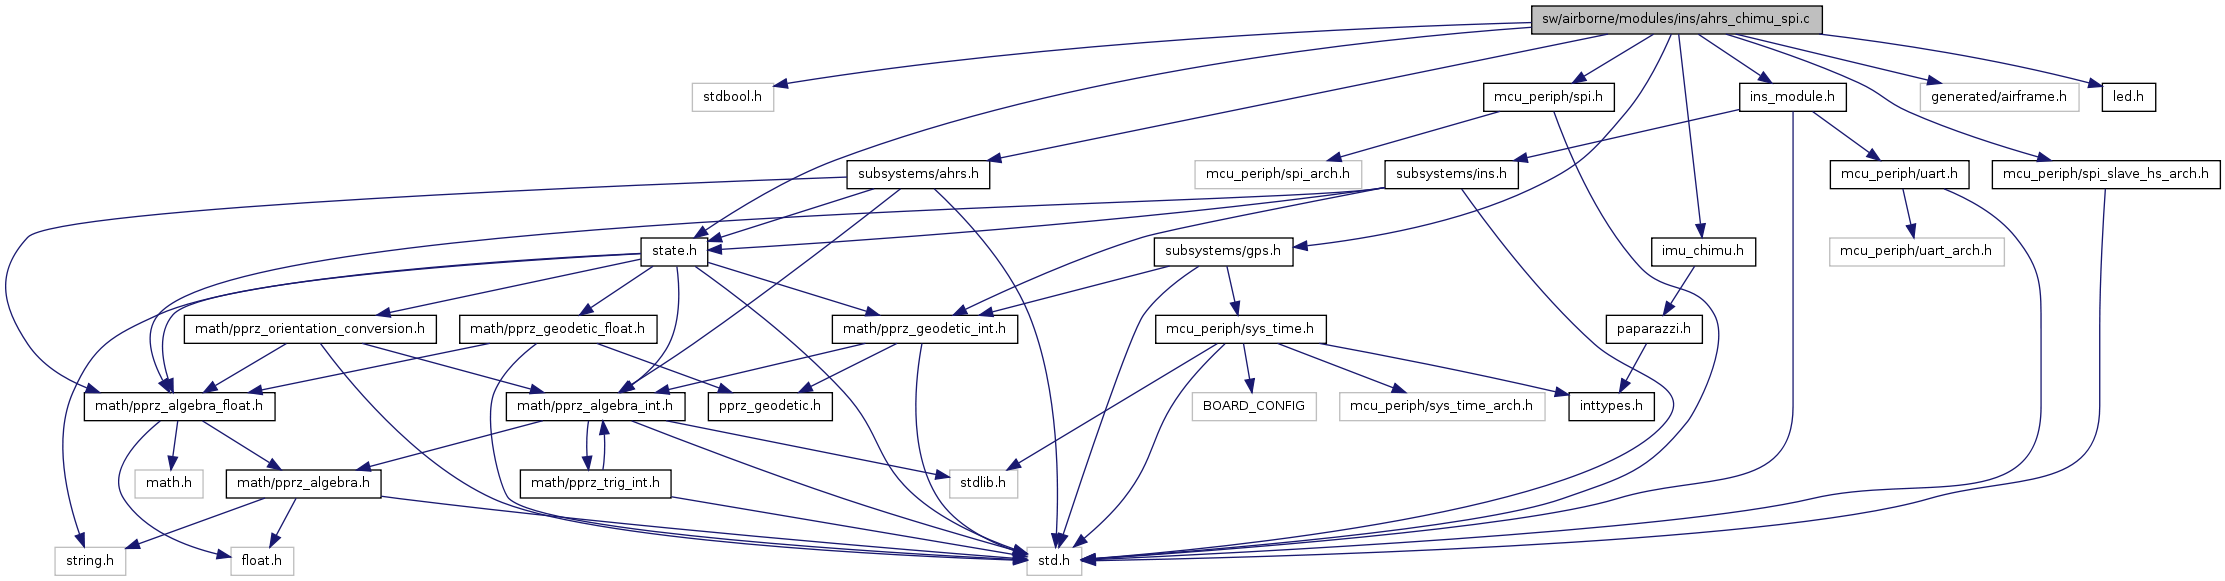 sw/airborne/modules/ins/ahrs_chimu_spi.c
stdbool.h
mcu_periph/spi.h
ins_module.h
generated/airframe.h
led.h
subsystems/ahrs.h
mcu_periph/spi_arch.h
subsystems/ins.h
mcu_periph/uart.h
mcu_periph/spi_slave_hs_arch.h
state.h
subsystems/gps.h
imu_chimu.h
mcu_periph/uart_arch.h
math/pprz_orientation_conversion.h
math/pprz_geodetic_float.h
math/pprz_geodetic_int.h
mcu_periph/sys_time.h
paparazzi.h
math/pprz_algebra_float.h
math/pprz_algebra_int.h
pprz_geodetic.h
BOARD_CONFIG
mcu_periph/sys_time_arch.h
inttypes.h
math.h
math/pprz_algebra.h
math/pprz_trig_int.h
stdlib.h
string.h
float.h
std.h